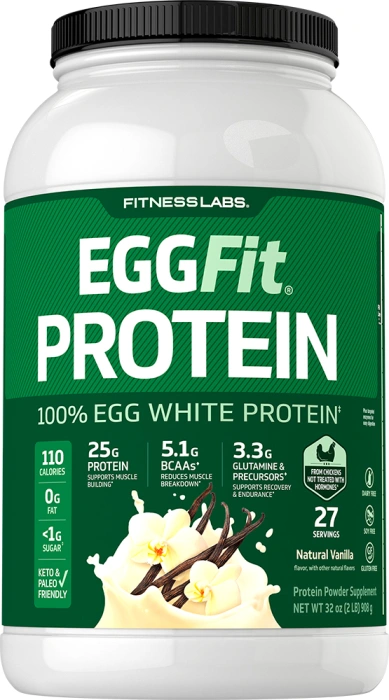 FITNESSLABS®
EGGFit®
PROTEIN
100% EGG WHITE PROTEIN‡
110
CALORIES
0G
FAT
<1G
SUGAR*
KETO &
PALEO
FRIENDLY
25G
PROTEIN
SUPPORTS MUSCLE
BUILDING*
5.1G
BCAAs*
REDUCES MUSCLE
BREAKDOWN*
3.3G
GLUTAMINE &
PRECURSORS*
SUPPORTS RECOVERY
& ENDURANCE*
FROM CHICKENS
NOT TREATED WITH
HORMONES*
27
SERVINGS
Natural Vanilla
flavor, with other natural flavors
DAIRY FREE
SOY FREE
GF
GLUTEN FREE
Protein Powder Supplement
NET WT 32 oz (2 LB) 908 g